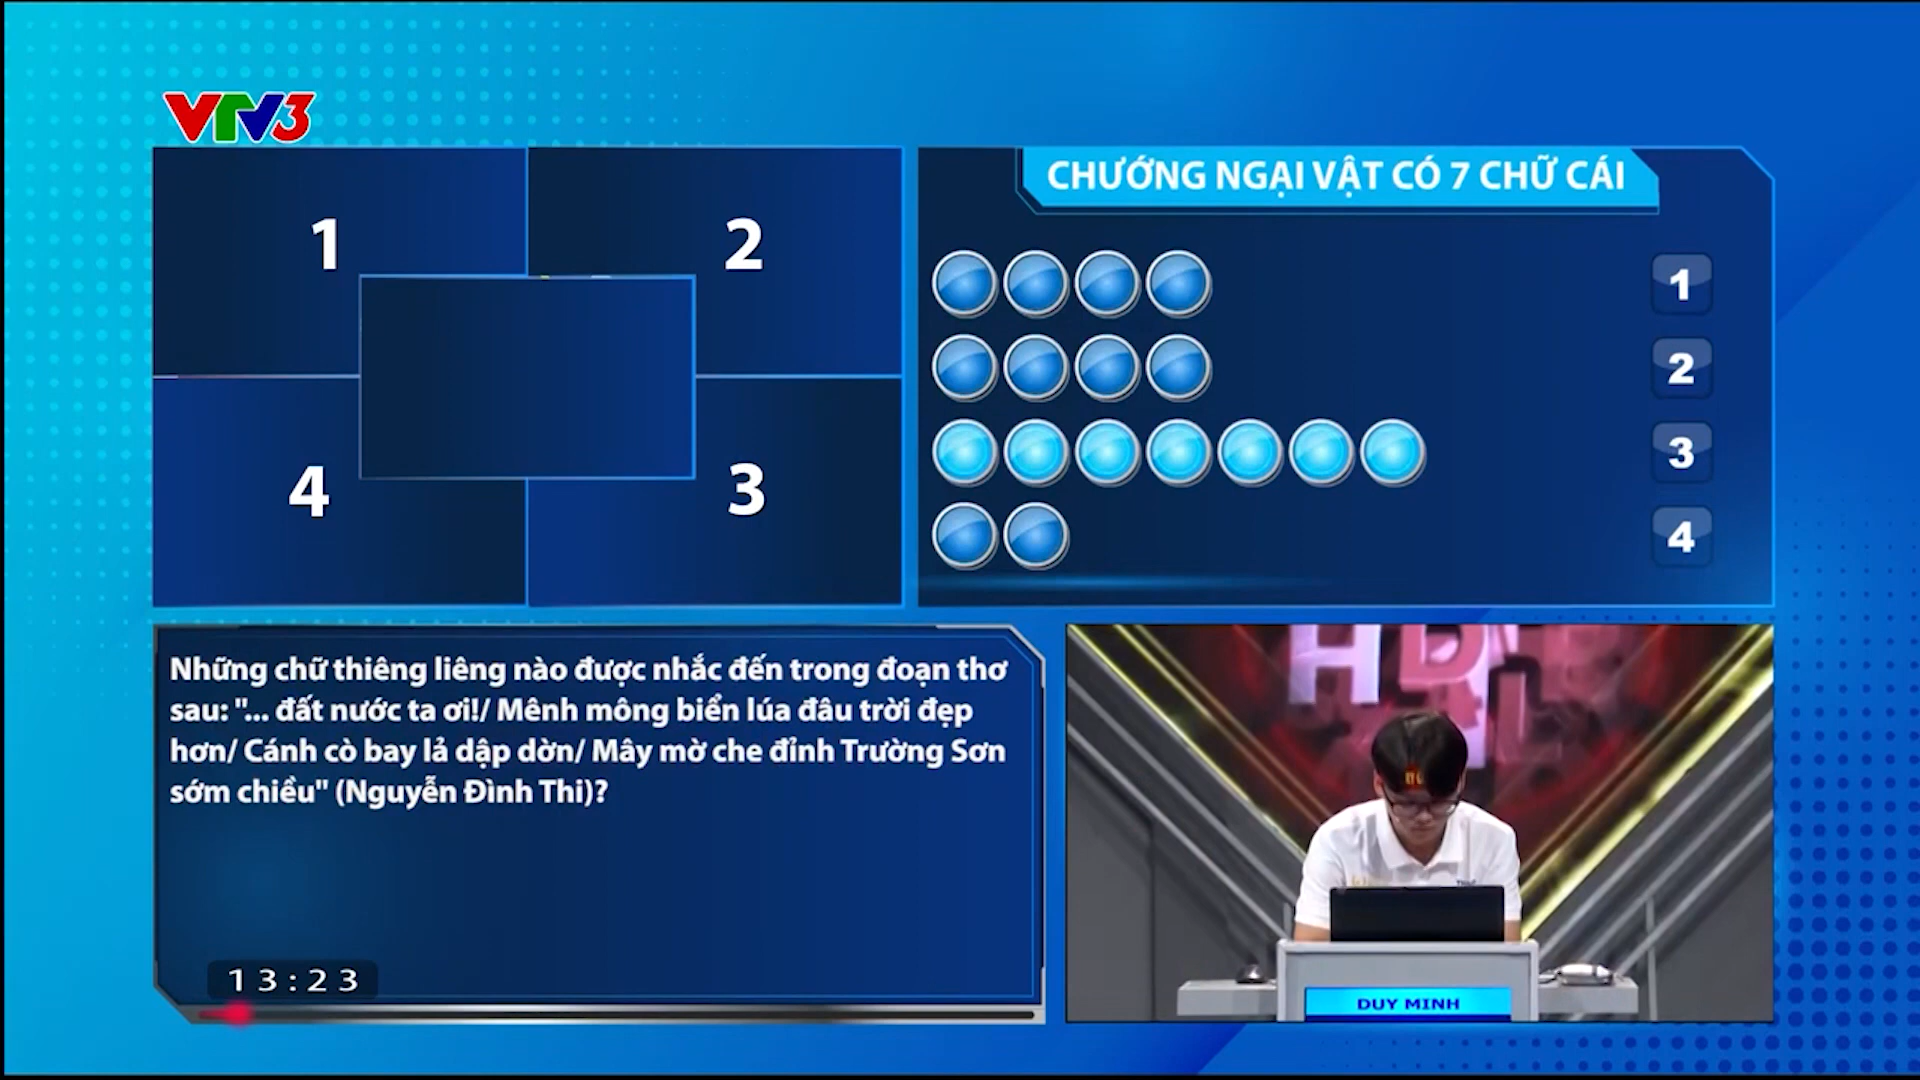 VTV3
CHƯỚNG NGẠI VẬT CÓ 7 CHỮ CÁI
1
2
4
3
1
2
3
4
Những chữ thiêng liêng nào được nhắc đến trong đoạn thơ
sau: "... đất nước ta ơi!/ Mênh mông biển lúa đâu trời đẹp
hơn/ Cánh cò bay lả dập dờn/ Mây mờ che đỉnh Trường Sơn
sớm chiều" (Nguyễn Đình Thi)?
13:23
DUY MINH